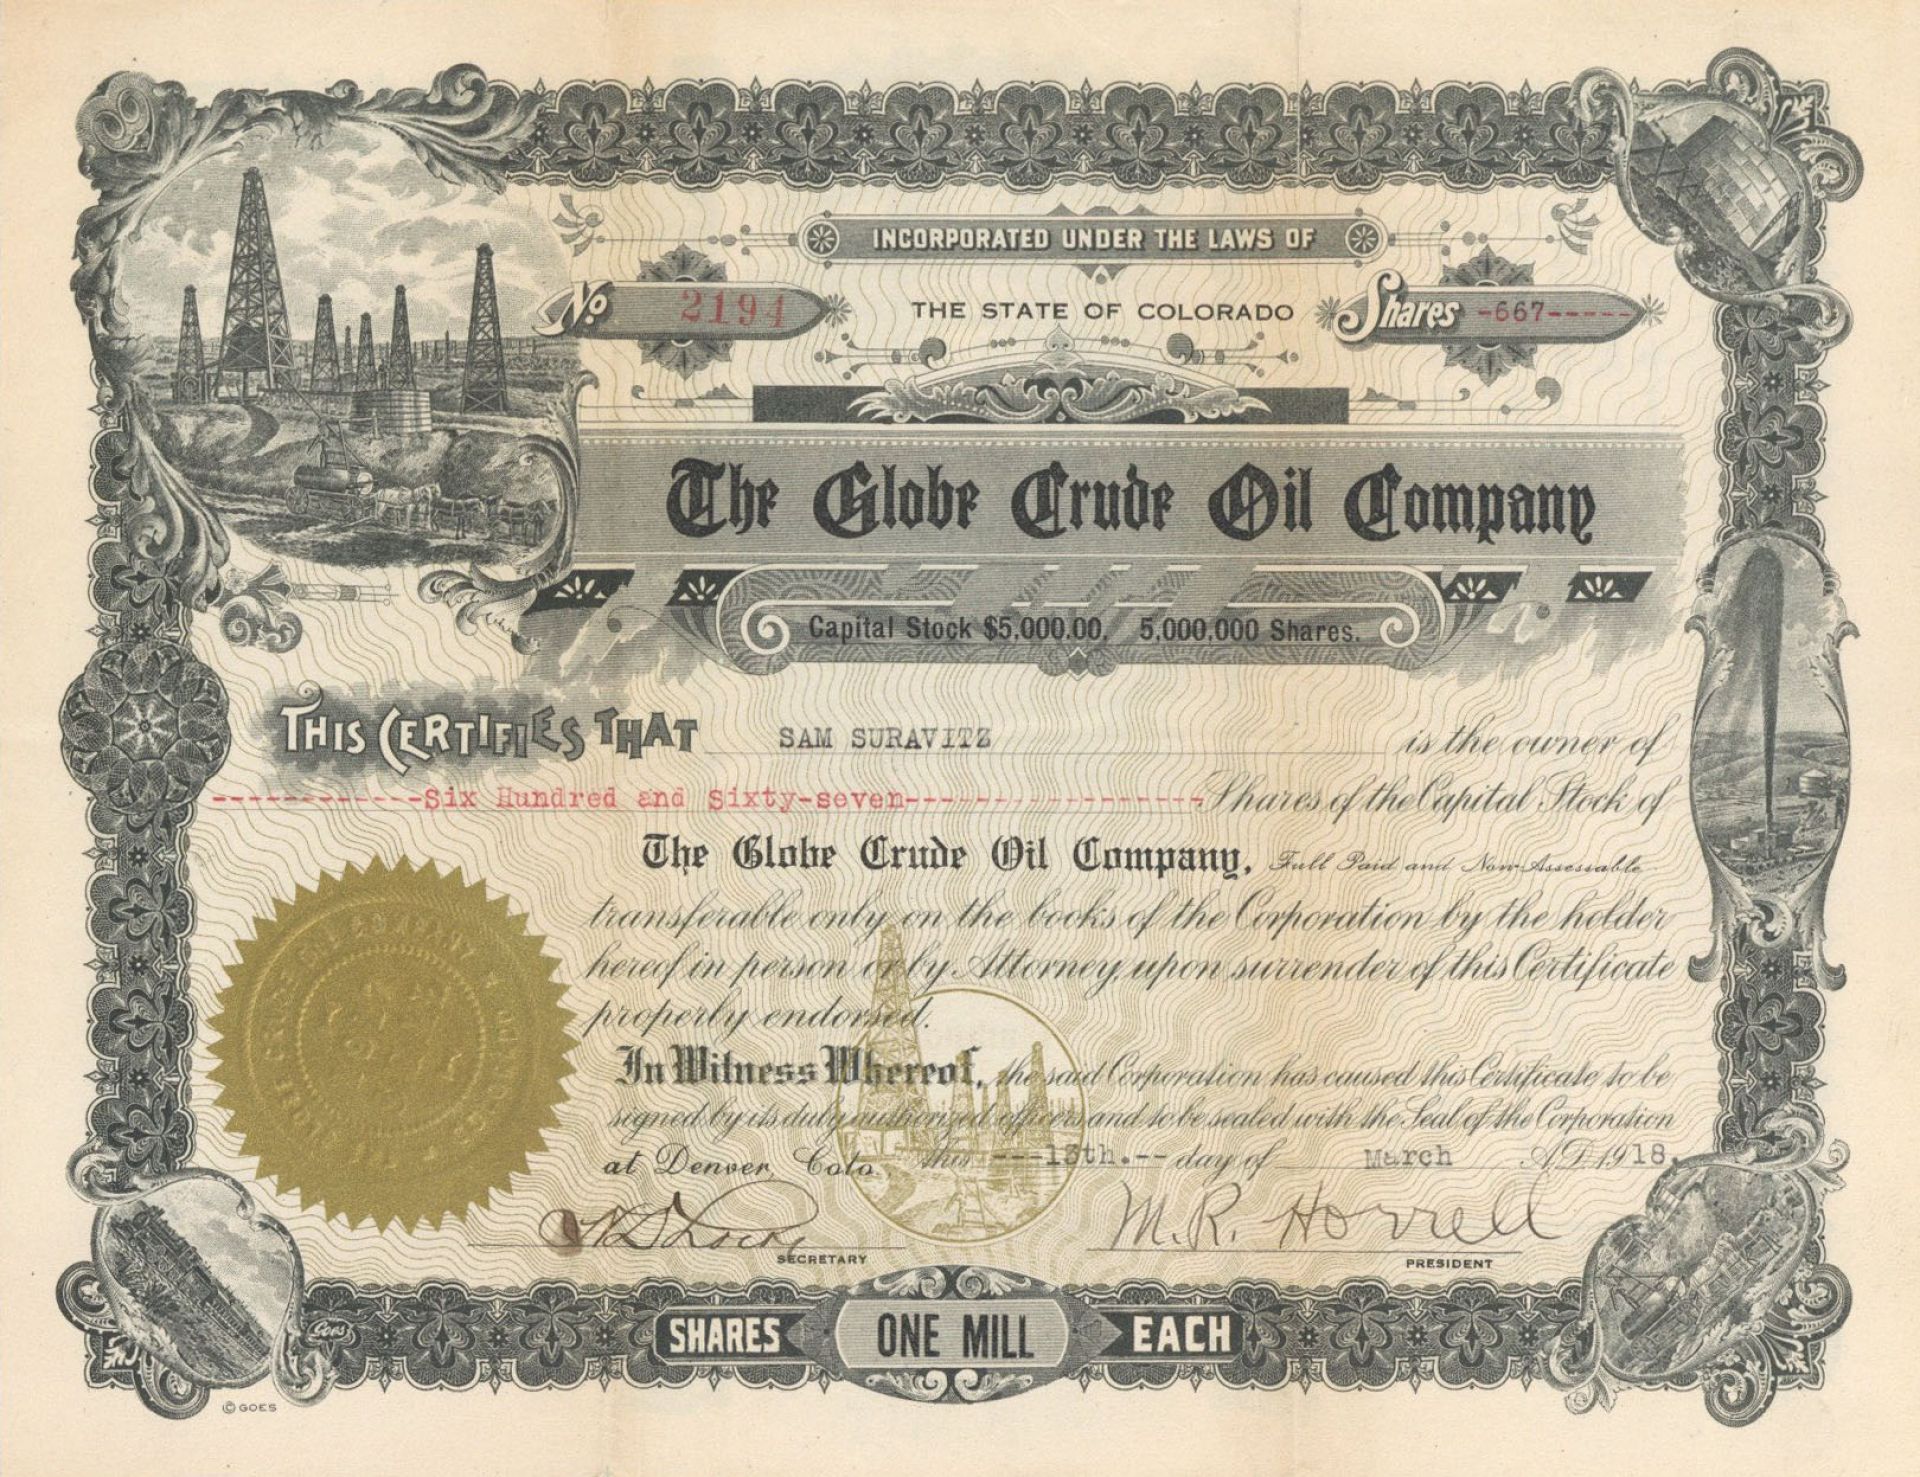 INCORPORATED UNDER THE LAWS OF
No. 2194
THE STATE OF COLORADO
Shares -667-----
The Globe Crude Oil Company
Capital Stock $5,000.00. 5,000,000 Shares.
THIS CERTIFIES THAT SAM SURAVITZ is the owner of
------------Six Hundred and Sixty-seven----------------- Shares of the Capital Stock of
The Globe Crude Oil Company, Full Paid and Non-Assessable
transferable only on the books of the Corporation by the holder
hereof in person or by Attorney, upon surrender of this Certificate
properly endorsed.
In Witness Whereof, the said Corporation has caused this Certificate to be
signed by its duly authorized officers and to be sealed with the Seal of the Corporation
at Denver, Colo. this ---13th.-- day of March A.D. 1918.
M.R. Horrell
SECRETARY
PRESIDENT
SHARES ONE MILL EACH
Goes
© GOES